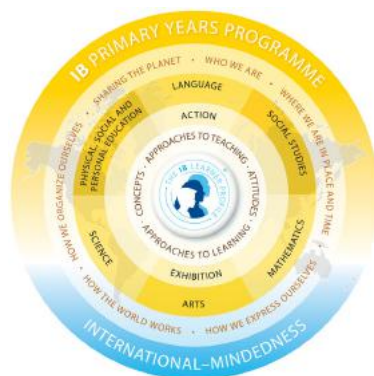 IB PRIMARY YEARS PROGRAMME
SHARING THE PLANET • WHO WE ARE • WHERE WE ARE IN PLACE AND TIME • HOW WE EXPRESS OURSELVES • HOW THE WORLD WORKS • HOW WE ORGANIZE OURSELVES •
LANGUAGE
SOCIAL STUDIES
MATHEMATICS
ARTS
SCIENCE
PHYSICAL, SOCIAL AND
PERSONAL EDUCATION
ACTION
EXHIBITION
APPROACHES TO TEACHING • ATTITUDES • APPROACHES TO LEARNING • CONCEPTS •
THE IB LEARNER PROFILE
INTERNATIONAL–MINDEDNESS